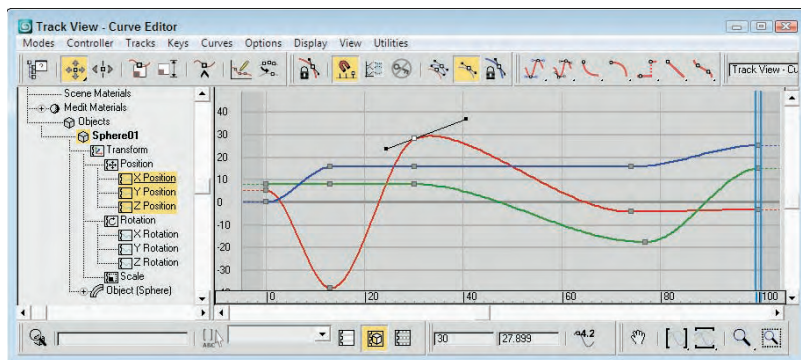 Track View - Curve Editor
Modes Controller Tracks Keys Curves Options Display View Utilities
Track View - Cu
Scene Materials
Medit Materials
Objects
Sphere01
Transform
Position
X Position
Y Position
Z Position
Rotation
X Rotation
Y Rotation
Z Rotation
Scale
Object (Sphere)
40
30
20
10
0
-10
-20
-30
-40
0 20 40 60 80 100
ABC
30
27.899
4.2